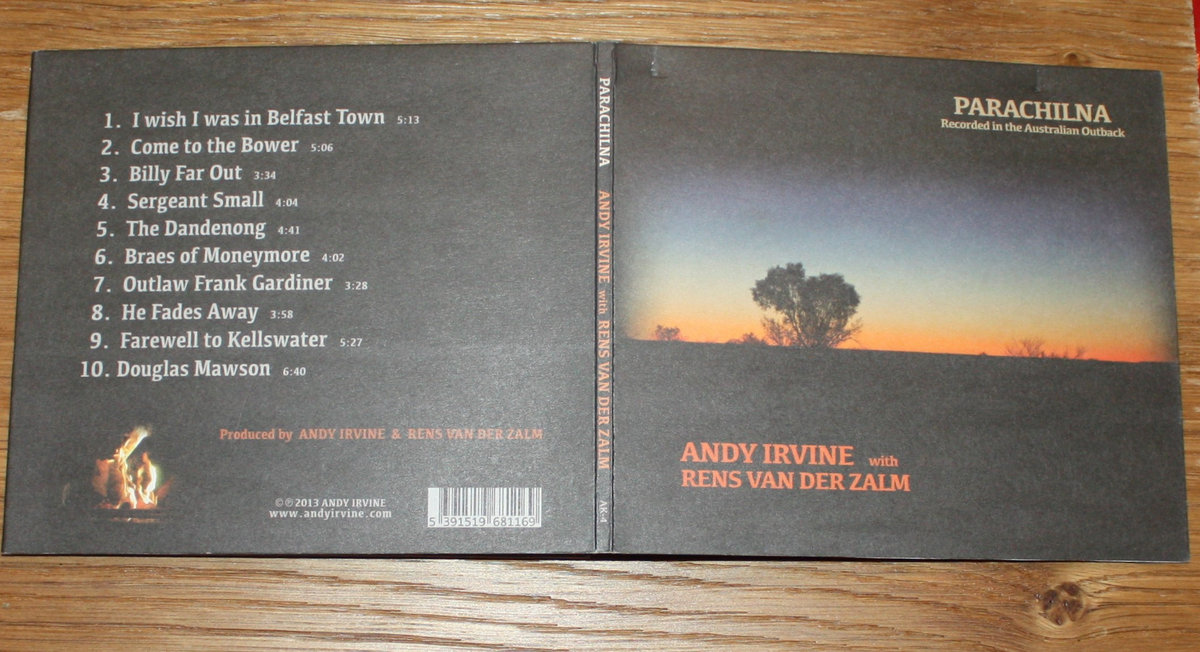 1. I wish I was in Belfast Town 5:13
2. Come to the Bower 5:06
3. Billy Far Out 3:34
4. Sergeant Small 4:04
5. The Dandenong 4:41
6. Braes of Moneymore 4:02
7. Outlaw Frank Gardiner 3:28
8. He Fades Away 3:58
9. Farewell to Kellswater 5:27
10. Douglas Mawson 6:40
Produced by ANDY IRVINE & RENS VAN DER ZALM
©℗2013 ANDY IRVINE
www.andyirvine.com
5 391519 681169
PARACHILNA ANDY IRVINE with RENS VAN DER ZALM AK-4
PARACHILNA
Recorded in the Australian Outback
ANDY IRVINE with
RENS VAN DER ZALM